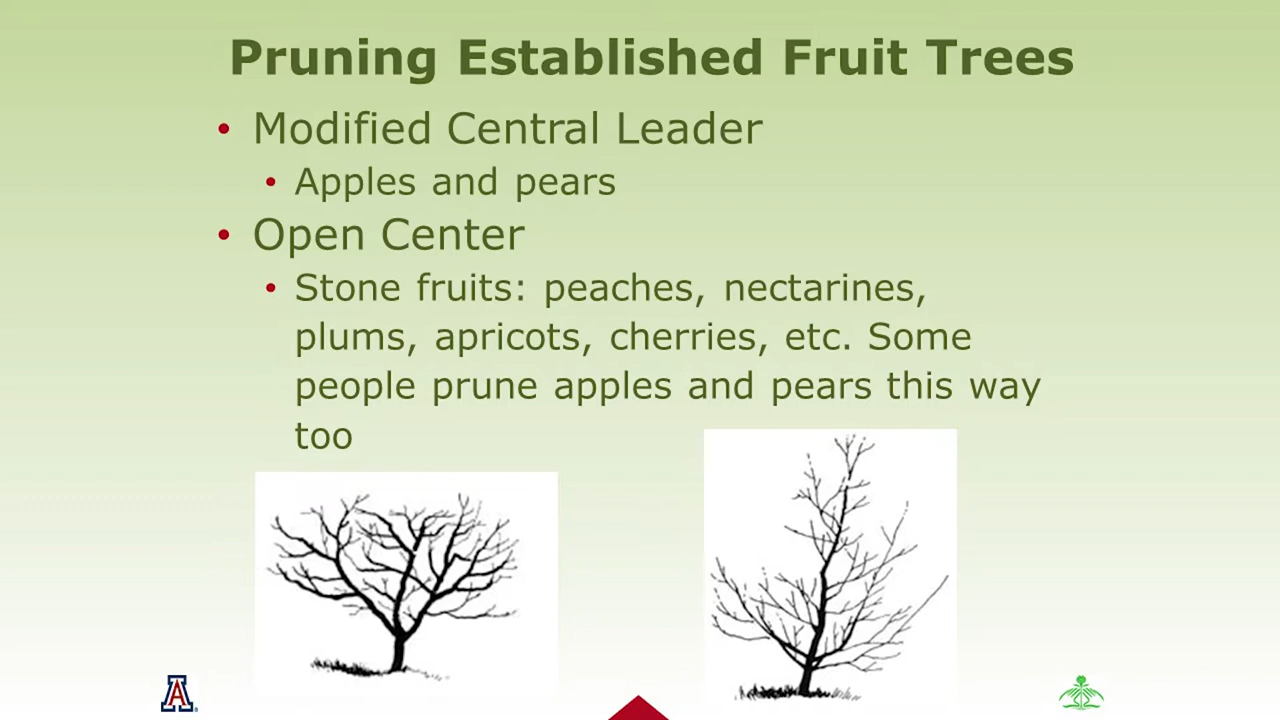 Pruning Established Fruit Trees
• Modified Central Leader
• Apples and pears
• Open Center
• Stone fruits: peaches, nectarines,
plums, apricots, cherries, etc. Some
people prune apples and pears this way
too
A